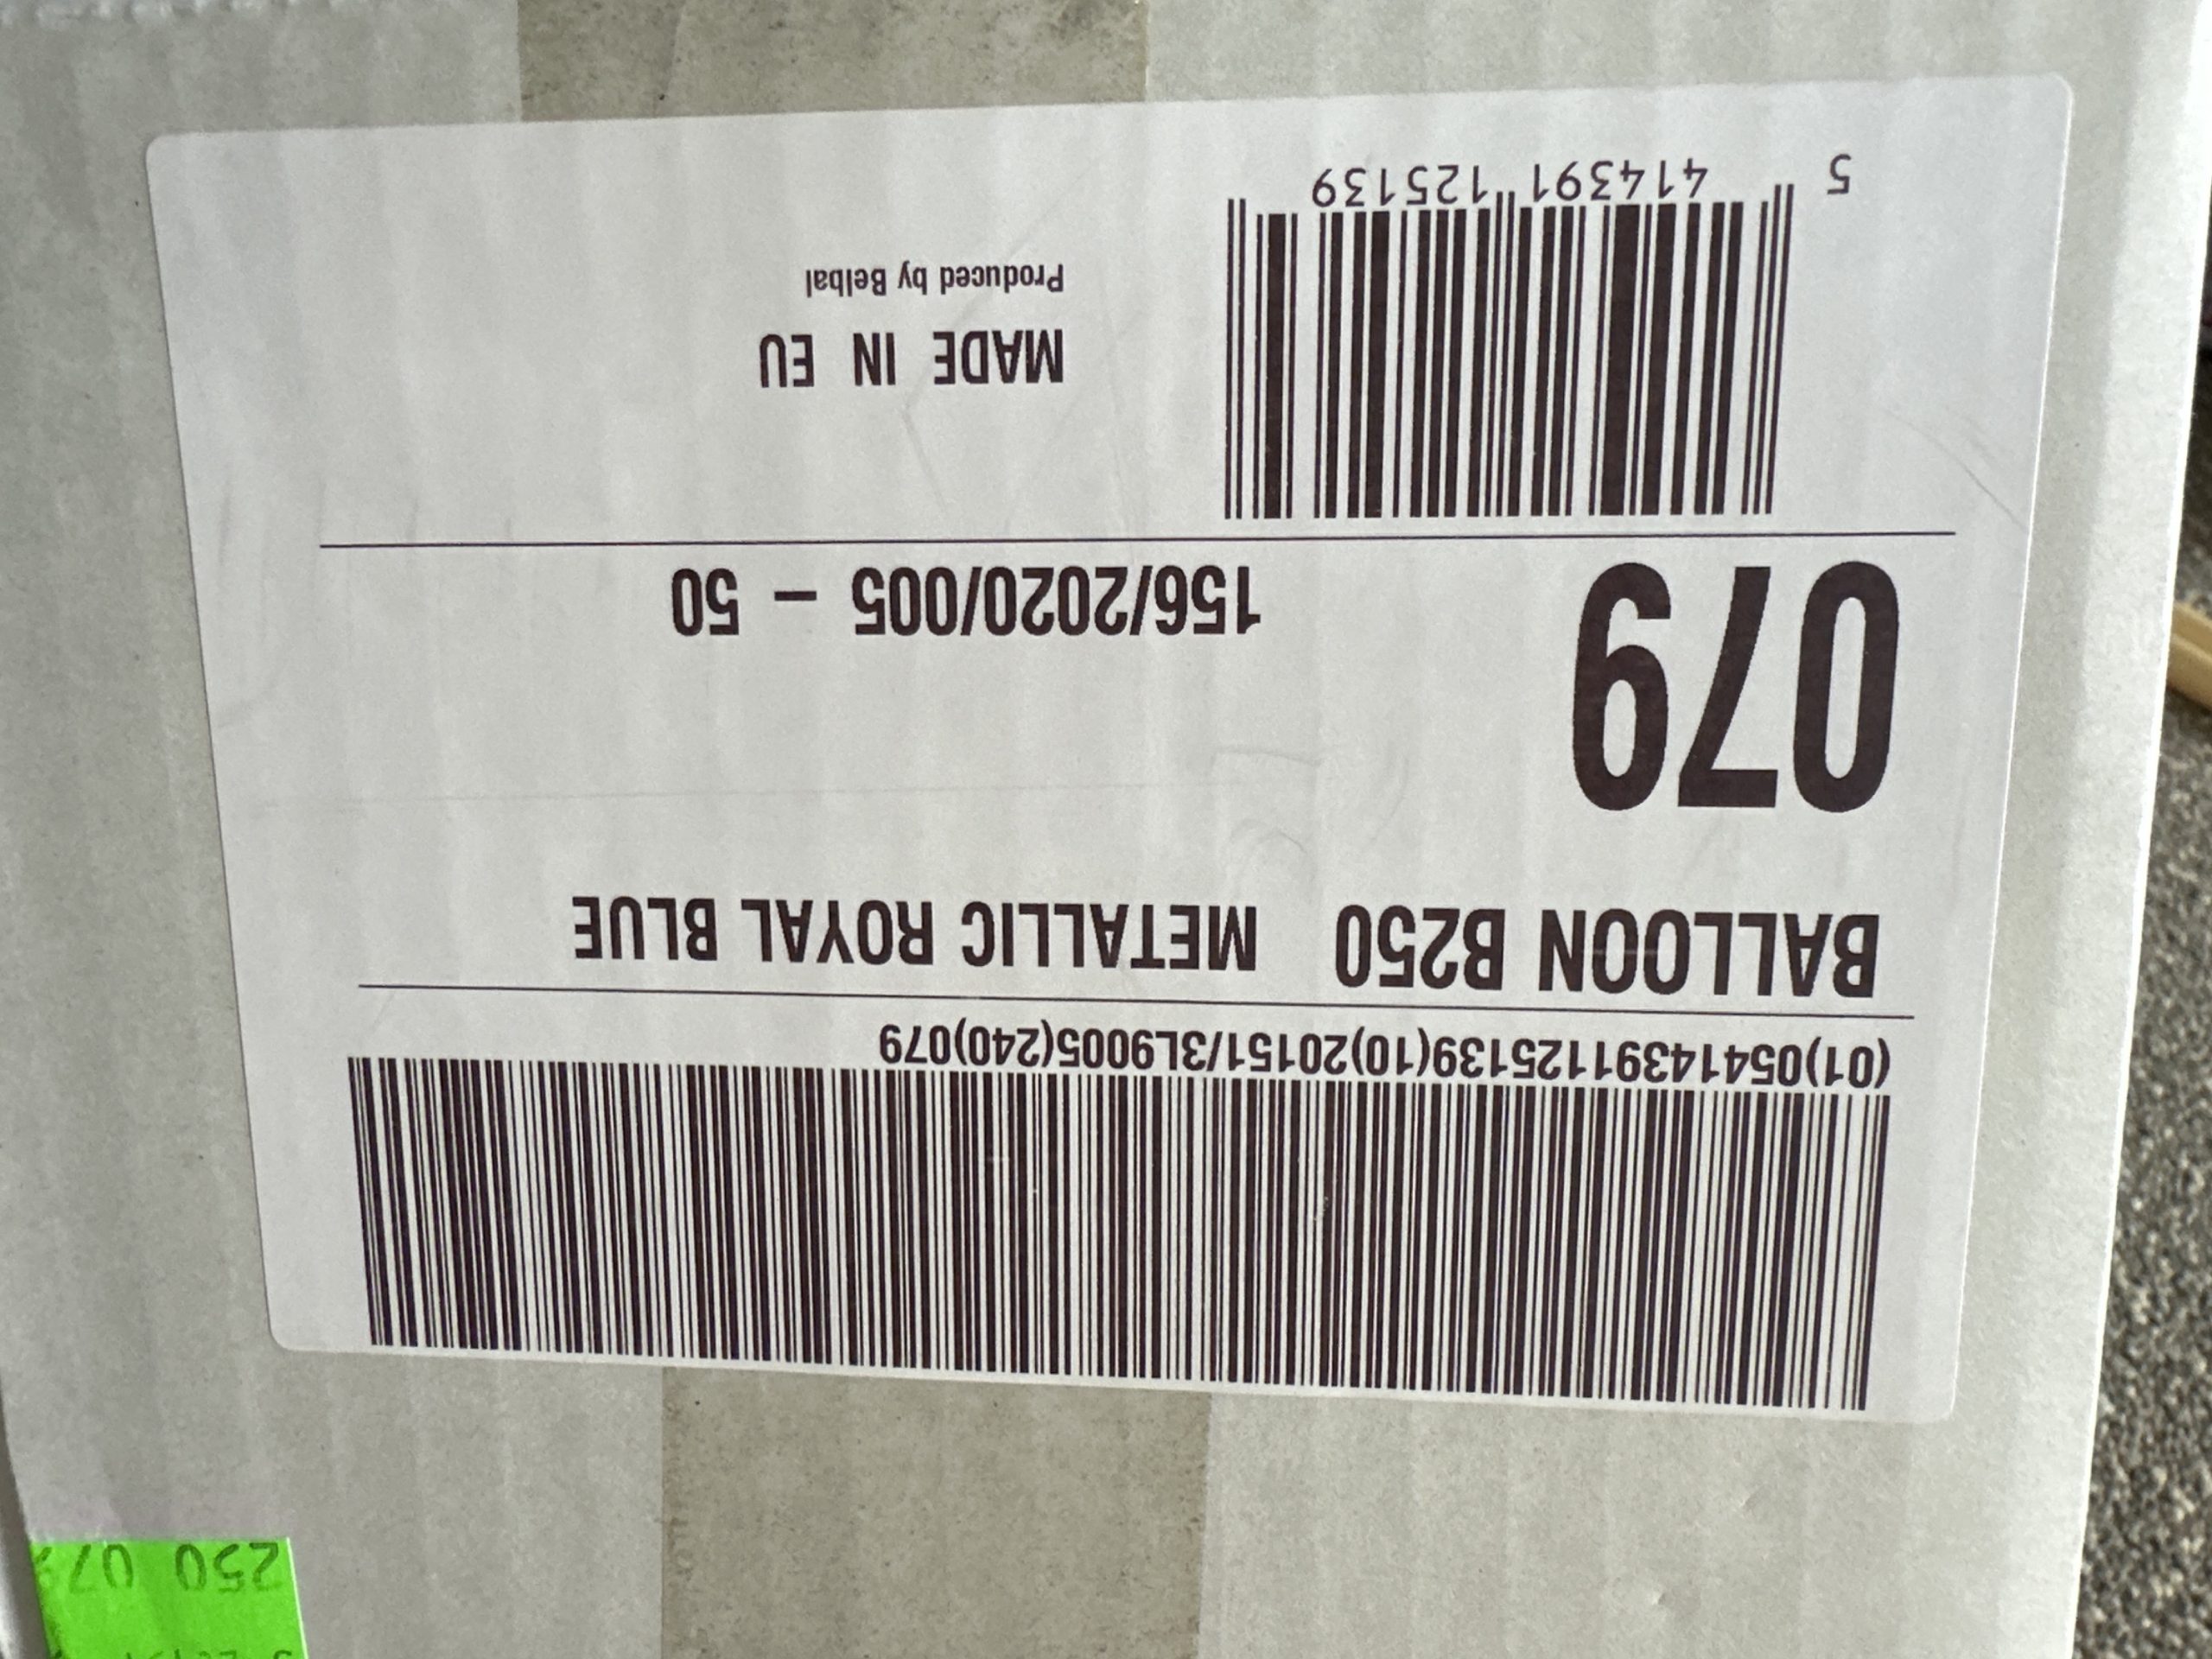 (01)05414391125139(10)20151/3L9005(240)079
BALLOON B250 METALLIC ROYAL BLUE
079
156/2020/005 – 50
MADE IN EU
Produced by Belbal
5 414391 125139
250 079